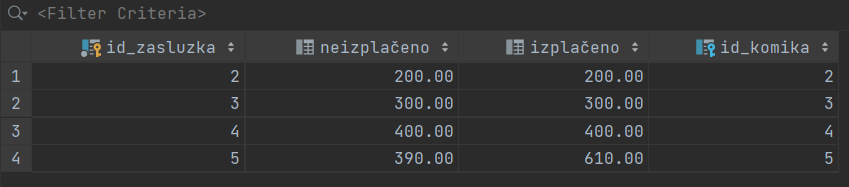 <Filter Criteria>
id_zasluzka neizplačeno izplačeno id_komika
1 2 200.00 200.00 2
2 3 300.00 300.00 3
3 4 400.00 400.00 4
4 5 390.00 610.00 5